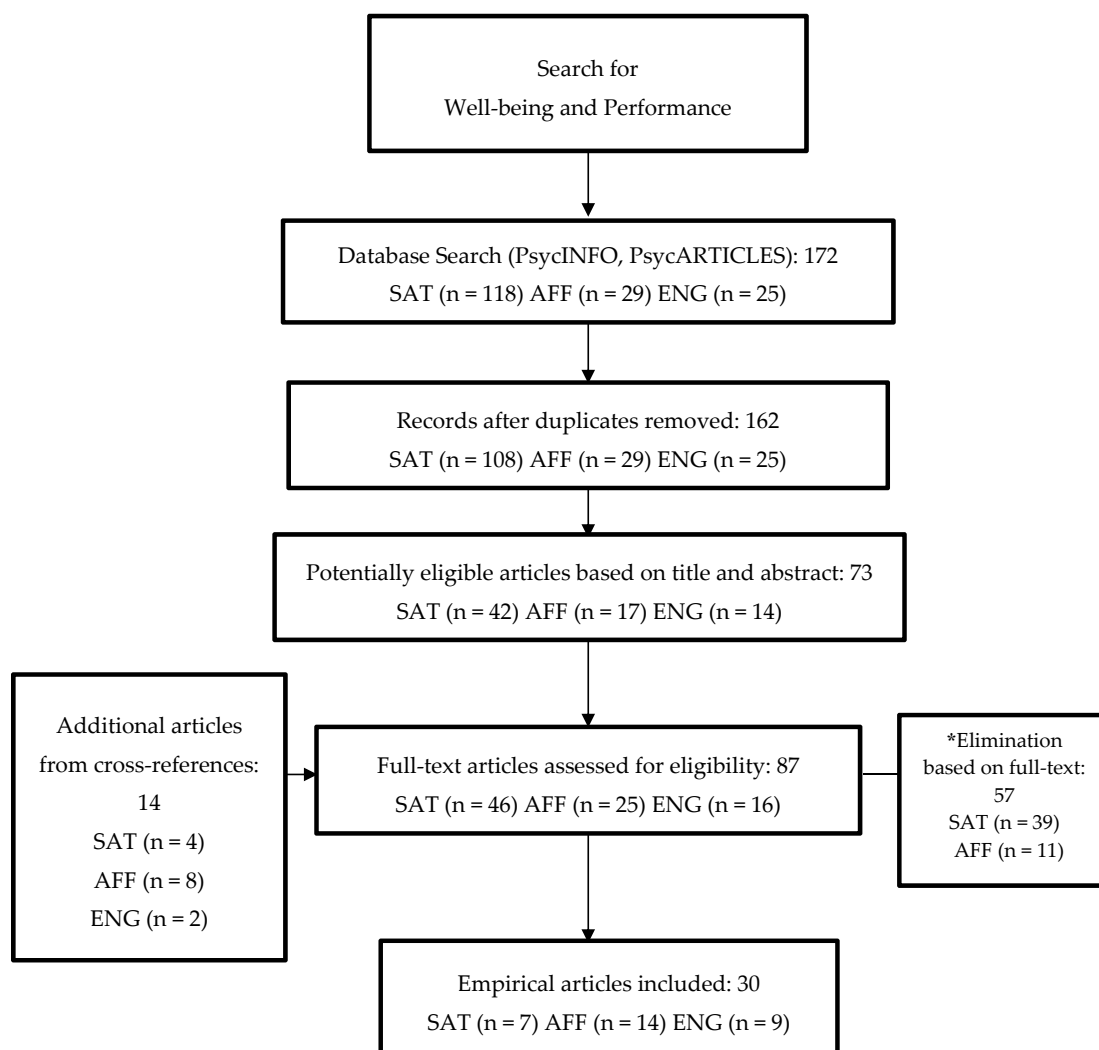 Search for
Well-being and Performance
Database Search (PsycINFO, PsycARTICLES): 172
SAT (n = 118) AFF (n = 29) ENG (n = 25)
Records after duplicates removed: 162
SAT (n = 108) AFF (n = 29) ENG (n = 25)
Potentially eligible articles based on title and abstract: 73
SAT (n = 42) AFF (n = 17) ENG (n = 14)
Additional articles
from cross-references:
14
SAT (n = 4)
AFF (n = 8)
ENG (n = 2)
Full-text articles assessed for eligibility: 87
SAT (n = 46) AFF (n = 25) ENG (n = 16)
*Elimination
based on full-text:
57
SAT (n = 39)
AFF (n = 11)
Empirical articles included: 30
SAT (n = 7) AFF (n = 14) ENG (n = 9)